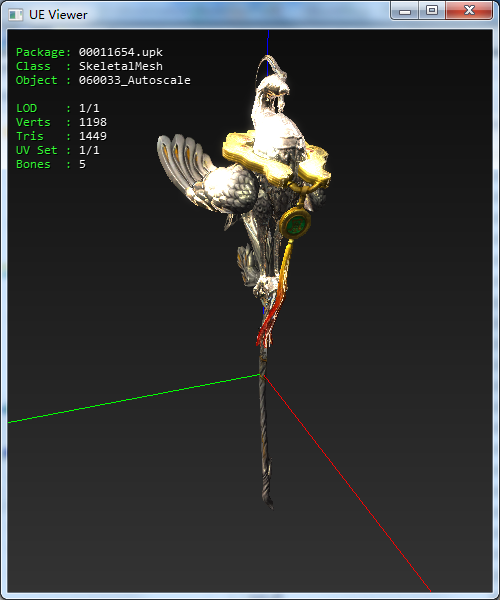 UE Viewer
Package: 00011654.upk
Class  : SkeletalMesh
Object : 060033_Autoscale
LOD    : 1/1
Verts  : 1198
Tris   : 1449
UV Set : 1/1
Bones  : 5